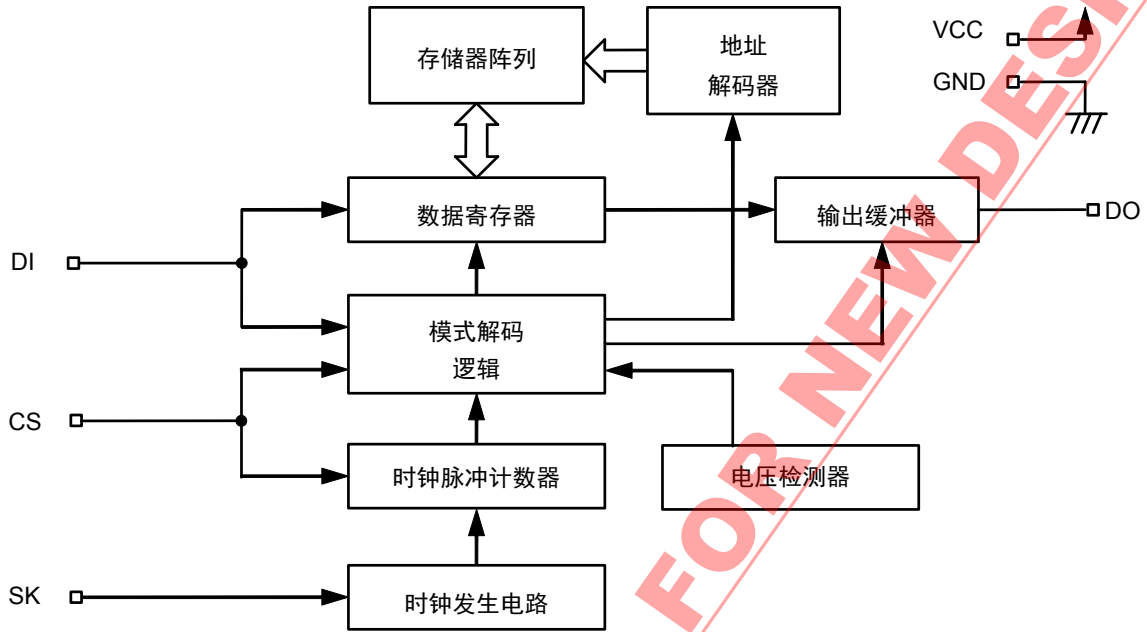 存储器阵列
地址
解码器
VCC
GND
数据寄存器
输出缓冲器
DO
DI
模式解码
逻辑
CS
时钟脉冲计数器
电压检测器
SK
时钟发生电路
FOR NEW DESI